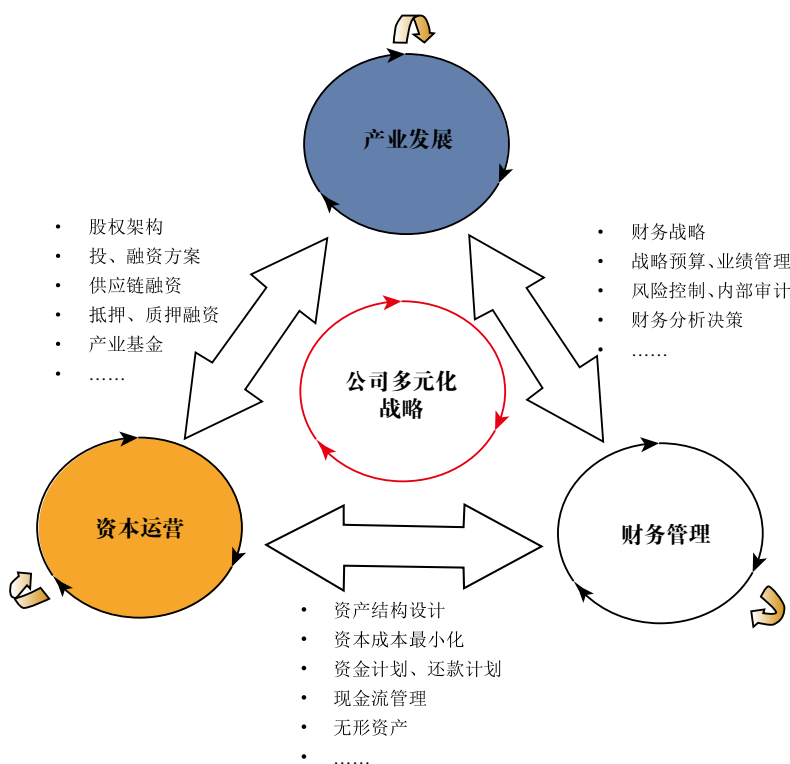 产业发展
• 股权架构
• 投、融资方案
• 供应链融资
• 抵押、质押融资
• 产业基金
• ……
• 财务战略
• 战略预算、业绩管理
• 风险控制、内部审计
• 财务分析决策
• ……
公司多元化
战略
资本运营
财务管理
• 资产结构设计
• 资本成本最小化
• 资金计划、还款计划
• 现金流管理
• 无形资产
• ……